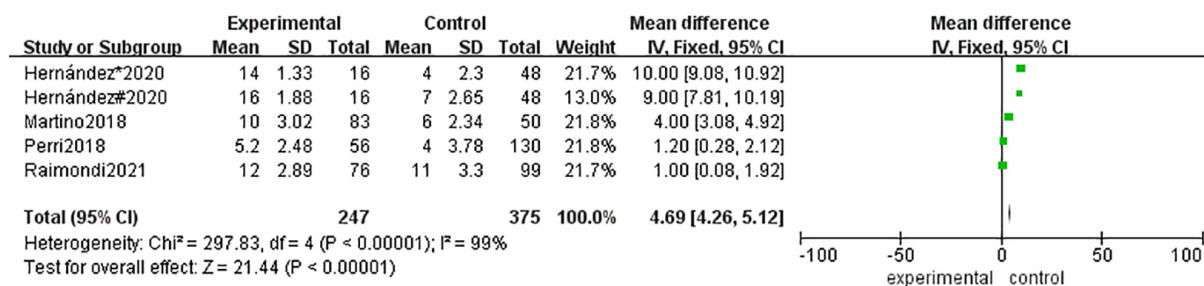 Experimental Control Mean difference Mean difference
Study or Subgroup Mean SD Total Mean SD Total Weight IV, Fixed, 95% CI IV, Fixed, 95% CI
Hernández*2020 14 1.33 16 4 2.3 48 21.7% 10.00 [9.08, 10.92]
Hernández#2020 16 1.88 16 7 2.65 48 13.0% 9.00 [7.81, 10.19]
Martino2018 10 3.02 83 6 2.34 50 21.8% 4.00 [3.08, 4.92]
Perri2018 5.2 2.48 56 4 3.78 130 21.8% 1.20 [0.28, 2.12]
Raimondi2021 12 2.89 76 11 3.3 99 21.7% 1.00 [0.08, 1.92]
Total (95% CI) 247 375 100.0% 4.69 [4.26, 5.12]
Heterogeneity: Chi² = 297.83, df = 4 (P < 0.00001); I² = 99%
Test for overall effect: Z = 21.44 (P < 0.00001)
-100 -50 0 50 100
experimental control